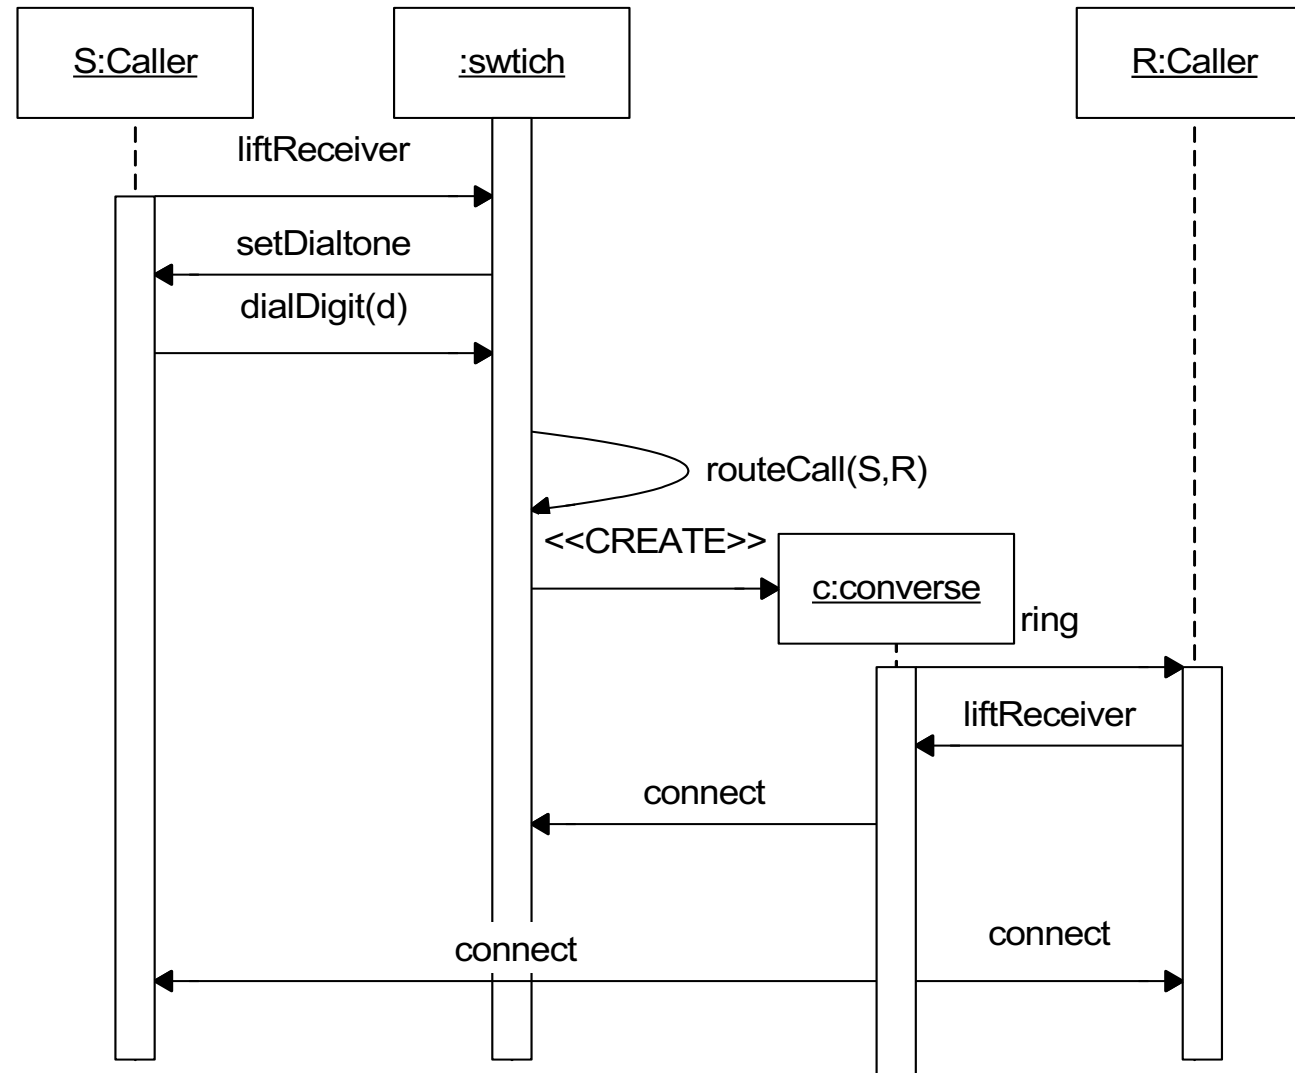 S:Caller
:swtich
R:Caller
liftReceiver
setDialtone
dialDigit(d)
routeCall(S,R)
<<CREATE>>
c:converse
ring
liftReceiver
connect
connect
connect